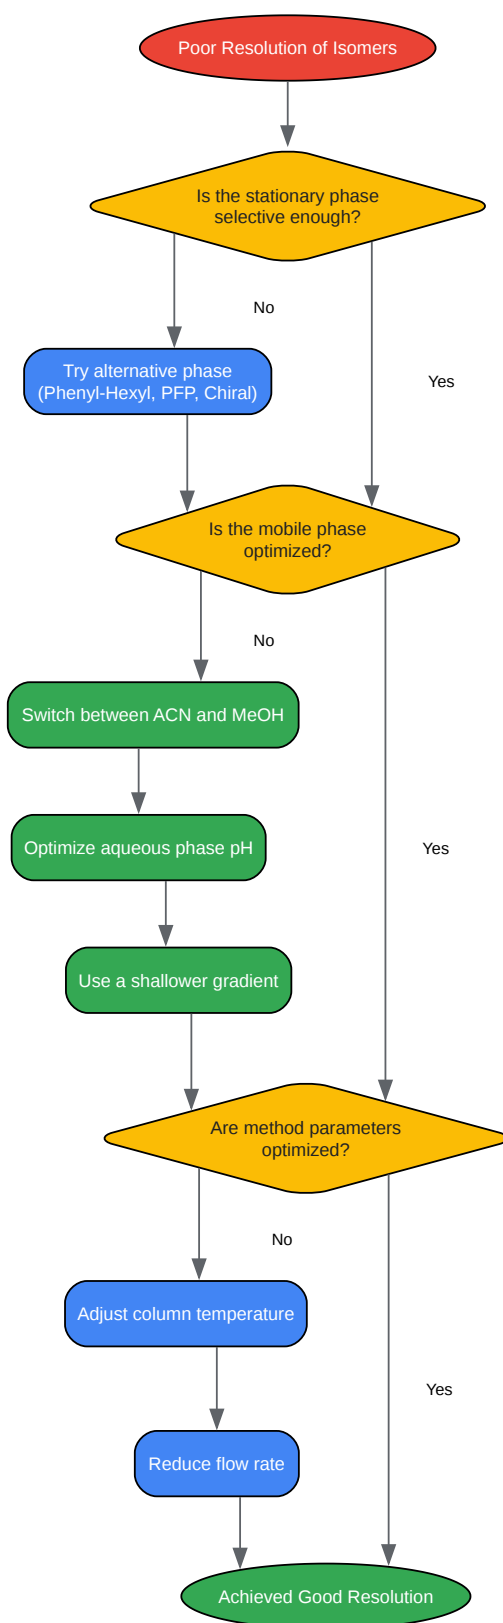 Poor Resolution of Isomers
Is the stationary phase
selective enough?
No
Try alternative phase
(Phenyl-Hexyl, PFP, Chiral)
Yes
Is the mobile phase
optimized?
No
Switch between ACN and MeOH
Optimize aqueous phase pH
Yes
Use a shallower gradient
Are method parameters
optimized?
No
Adjust column temperature
Yes
Reduce flow rate
Achieved Good Resolution